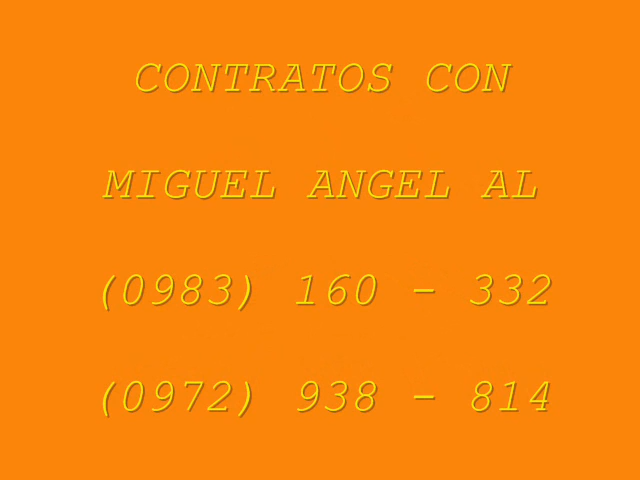 CONTRATOS CON
MIGUEL ANGEL AL
(0983) 160 - 332
(0972) 938 - 814